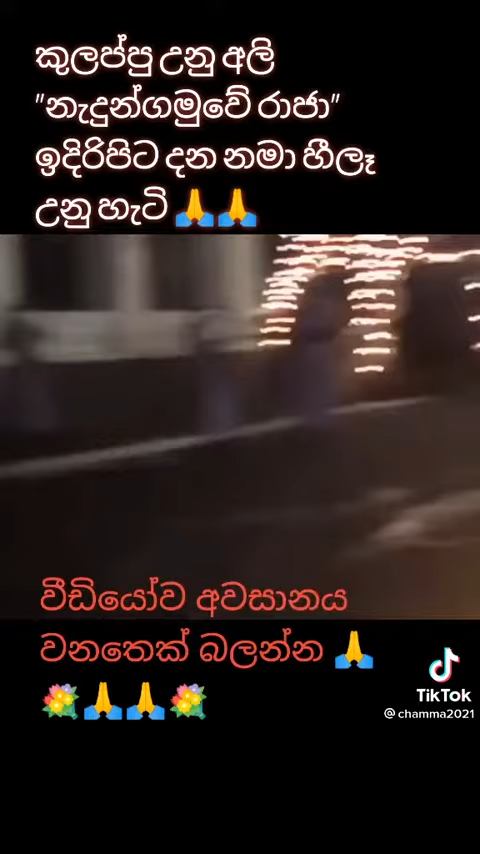 කුලප්පු උනු අලි
"නැදුන්ගමුවේ රාජා"
ඉදිරිපිට දන නමා හීලෑ
උනු හැටි 🙏🙏
වීඩියෝව අවසානය
වනතෙක් බලන්න 🙏
💐🙏🙏💐
TikTok
@chamma2021